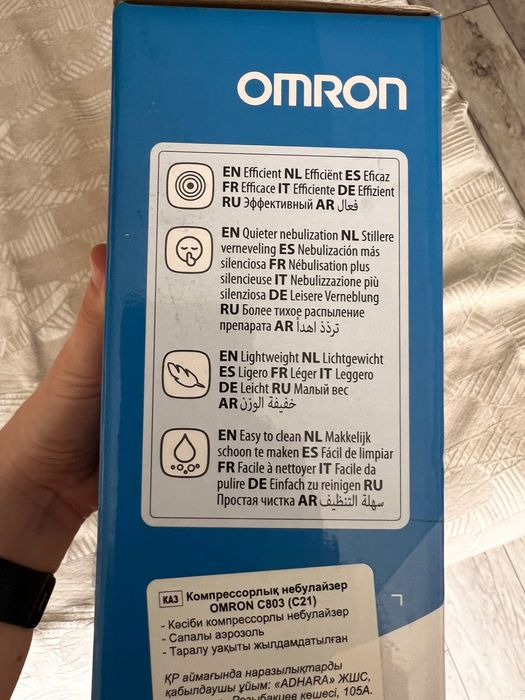 OMRON
EN Efficient NL Efficiënt ES Eficaz
FR Efficace IT Efficiente DE Effizient
RU Эффективный AR فعال
EN Quieter nebulization NL Stillere
verneveling ES Nebulización más
silenciosa FR Nébulisation plus
silencieuse IT Nebulizzazione più
silenziosa DE Leisere Verneblung
RU Более тихое распыление
препарата AR ترذذ اهدأ
EN Lightweight NL Lichtgewicht
ES Ligero FR Léger IT Leggero
DE Leicht RU Малый вес
AR خفيفة الوزن
EN Easy to clean NL Makkelijk
schoon te maken ES Fácil de limpiar
FR Facile à nettoyer IT Facile da
pulire DE Einfach zu reinigen RU
Простая чистка AR سهلة التنظيف
КАЗ Компрессорлық небулайзер
OMRON C803 (C21)
- Кәсіби компрессорлы небулайзер
- Сапалы аэрозоль
- Таралу уақыты жылдамдатылған
ҚР аймағында наразылықтарды
қабылдаушы ұйым: «ADHARA» ЖШС,
Розыбакиев көшесі, 105А.